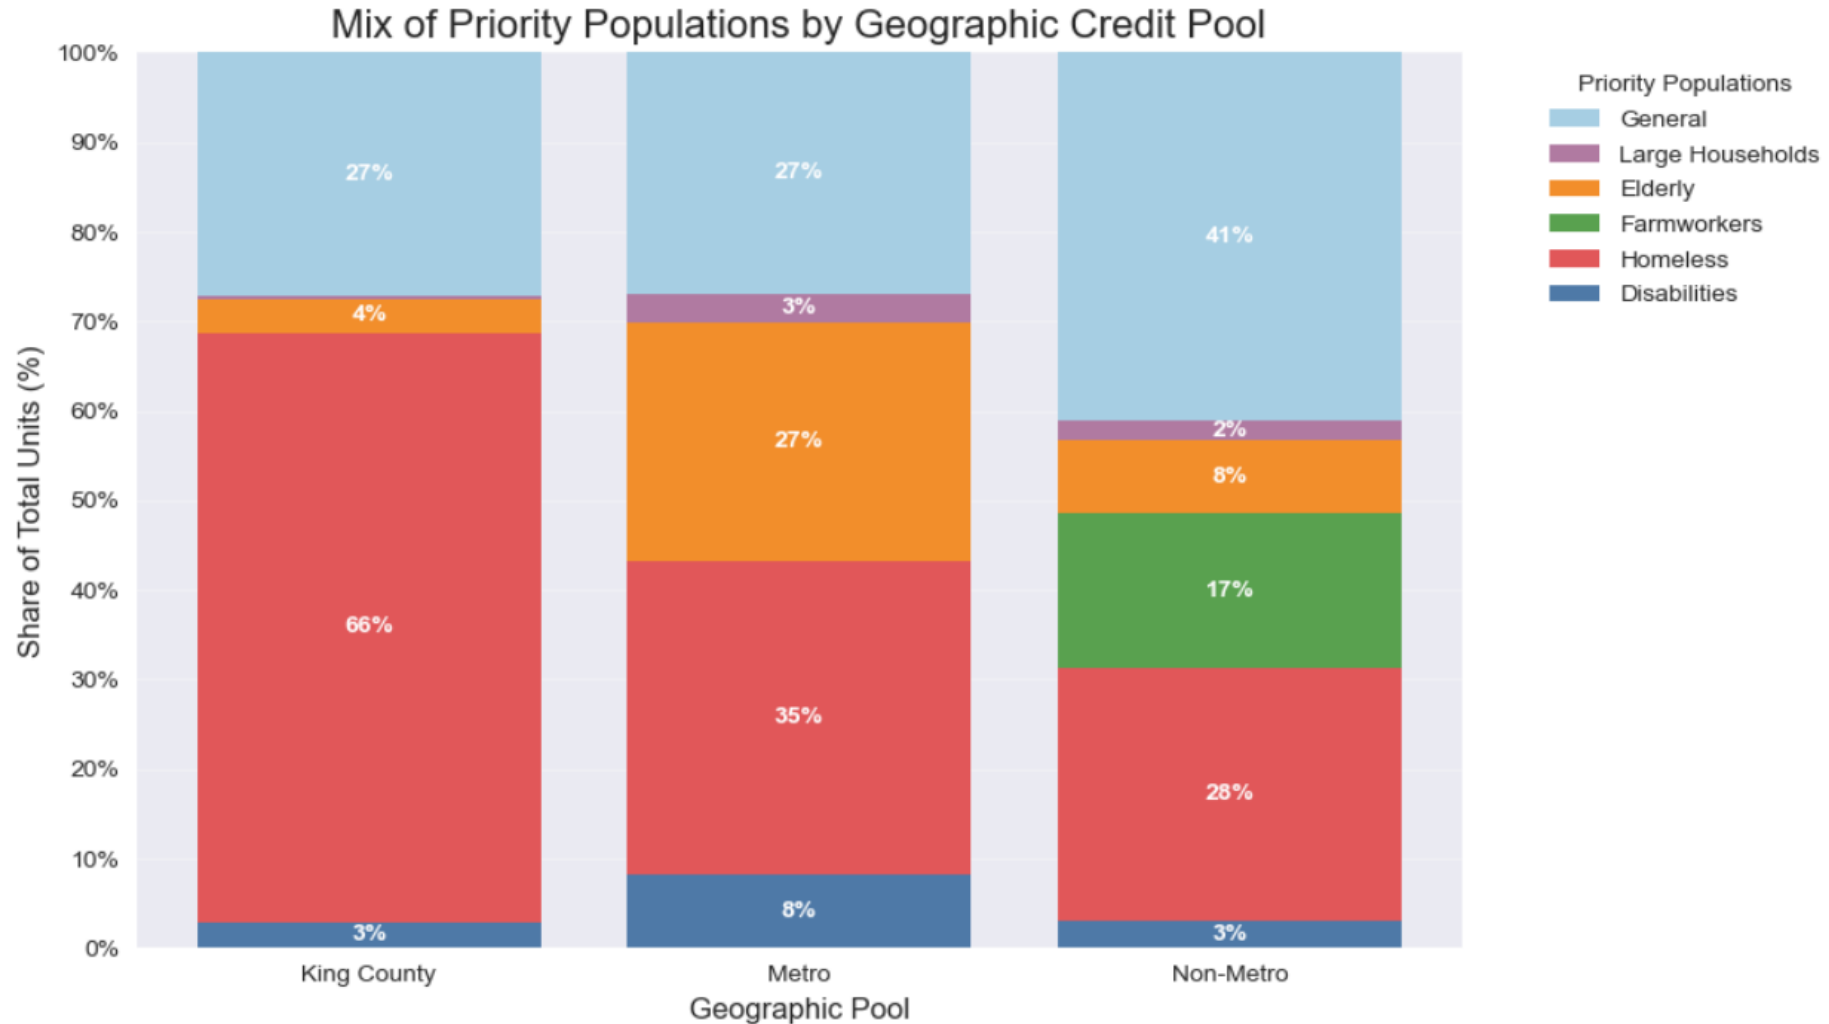 Mix of Priority Populations by Geographic Credit Pool
100%
90%
80%
70%
60%
50%
40%
30%
20%
10%
0%
Share of Total Units (%)
27%
4%
66%
3%
27%
3%
27%
35%
8%
41%
2%
8%
17%
28%
3%
King County
Metro
Non-Metro
Geographic Pool
Priority Populations
General
Large Households
Elderly
Farmworkers
Homeless
Disabilities